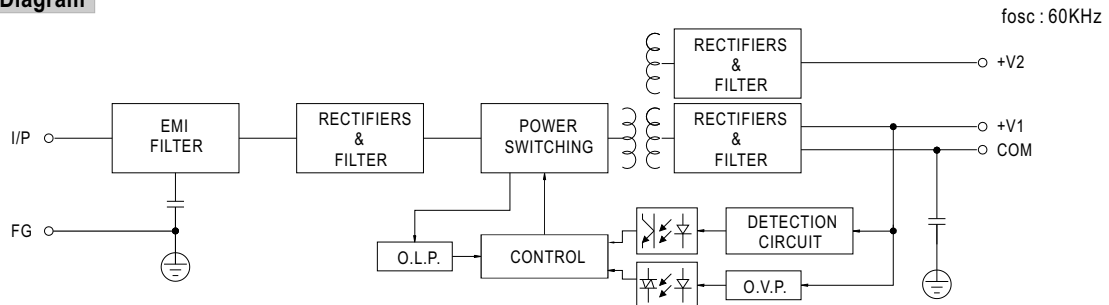 Diagram
fosc : 60KHz
RECTIFIERS
&
FILTER
+V2
I/P
EMI
FILTER
RECTIFIERS
&
FILTER
POWER
SWITCHING
RECTIFIERS
&
FILTER
+V1
COM
FG
O.L.P.
CONTROL
DETECTION
CIRCUIT
O.V.P.